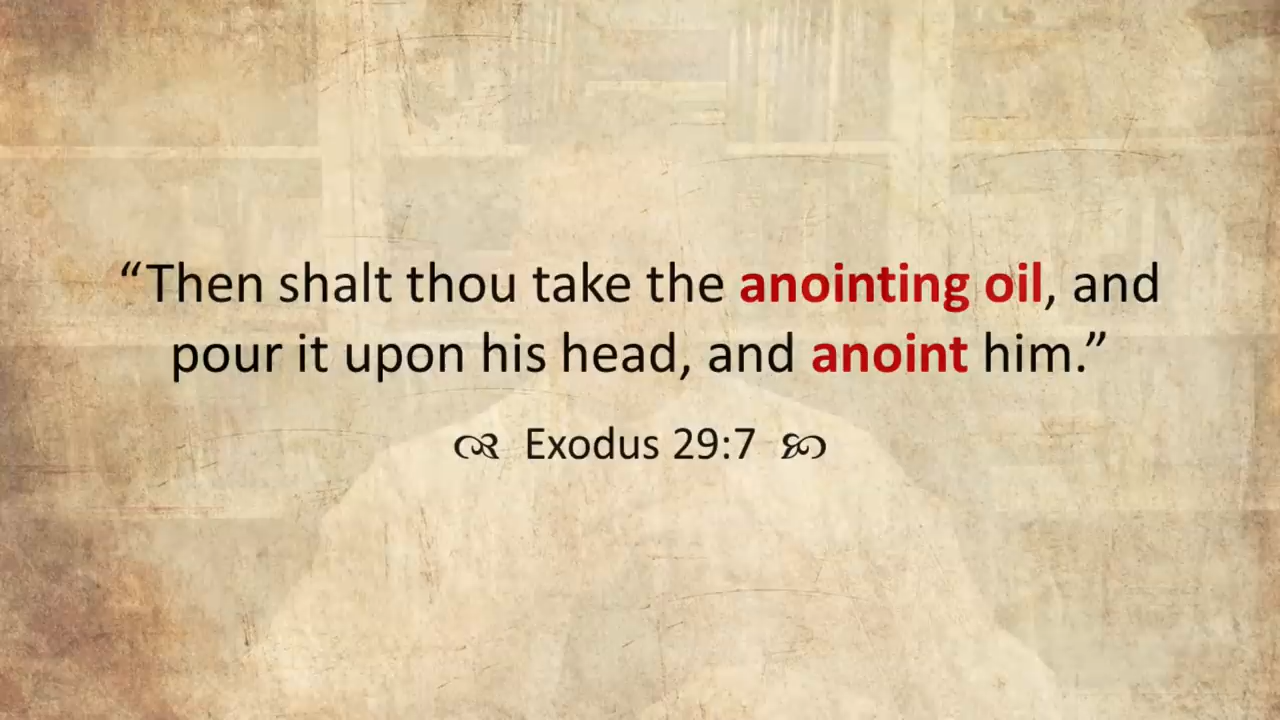 “Then shalt thou take the anointing oil, and
pour it upon his head, and anoint him.”
Exodus 29:7